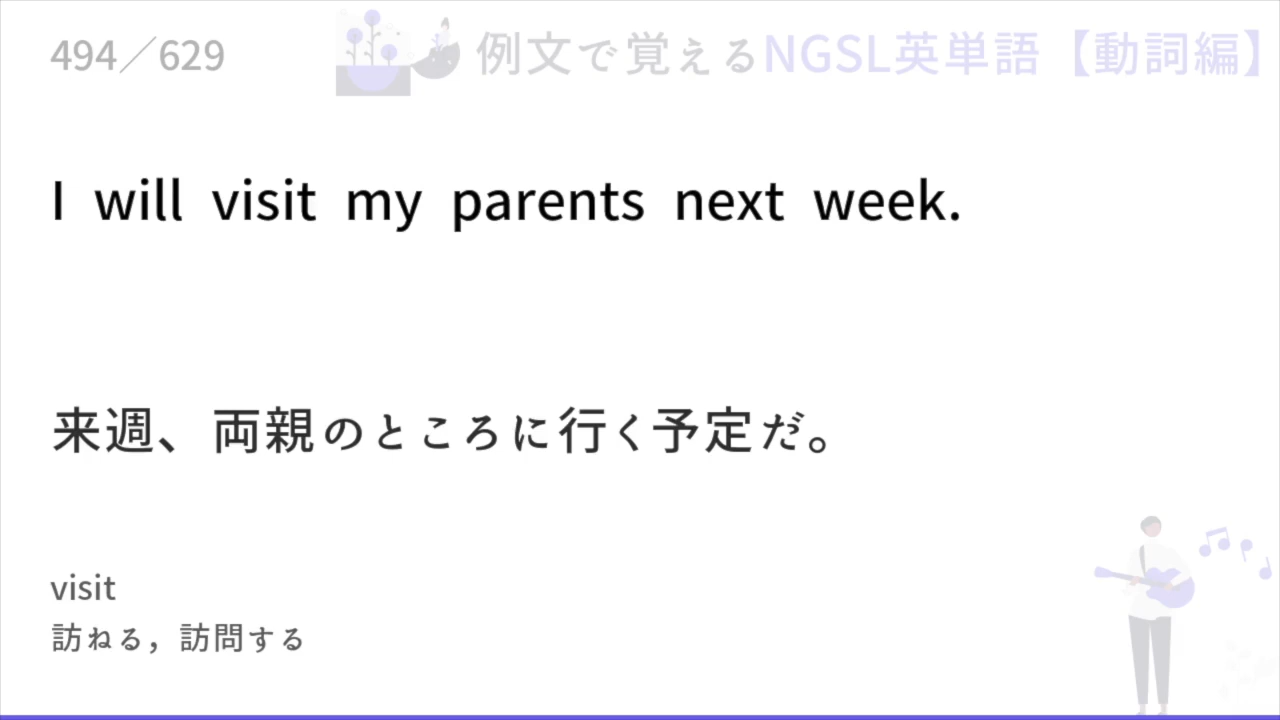 494／629
例文で覚えるNGSL英単語【動詞編】
I will visit my parents next week.
来週、両親のところに行く予定だ。
visit
訪ねる，訪問する